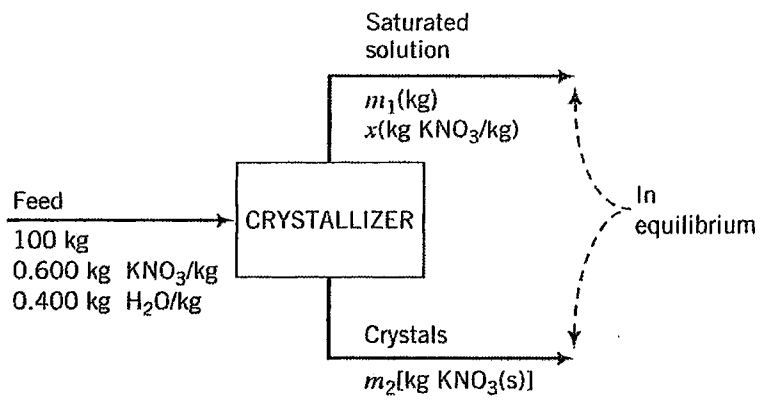 Saturated
solution
m₁(kg)
x(kg KNO₃/kg)
Feed
100 kg
0.600 kg KNO₃/kg
0.400 kg H₂O/kg
CRYSTALLIZER
In
equilibrium
Crystals
m₂[kg KNO₃(s)]